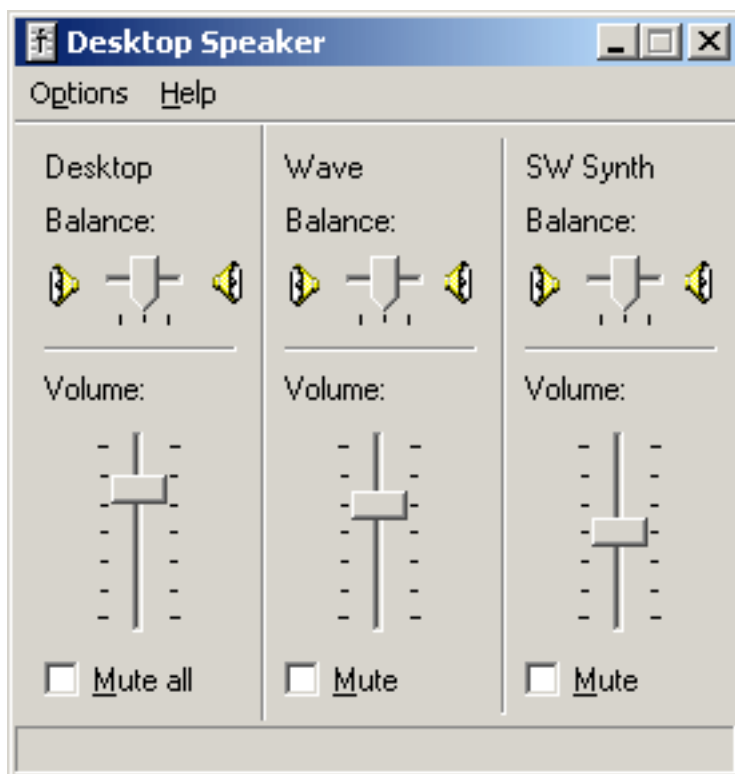 Desktop Speaker
Options Help
Desktop Wave SW Synth
Balance: Balance: Balance:
Volume: Volume: Volume:
Mute all Mute Mute